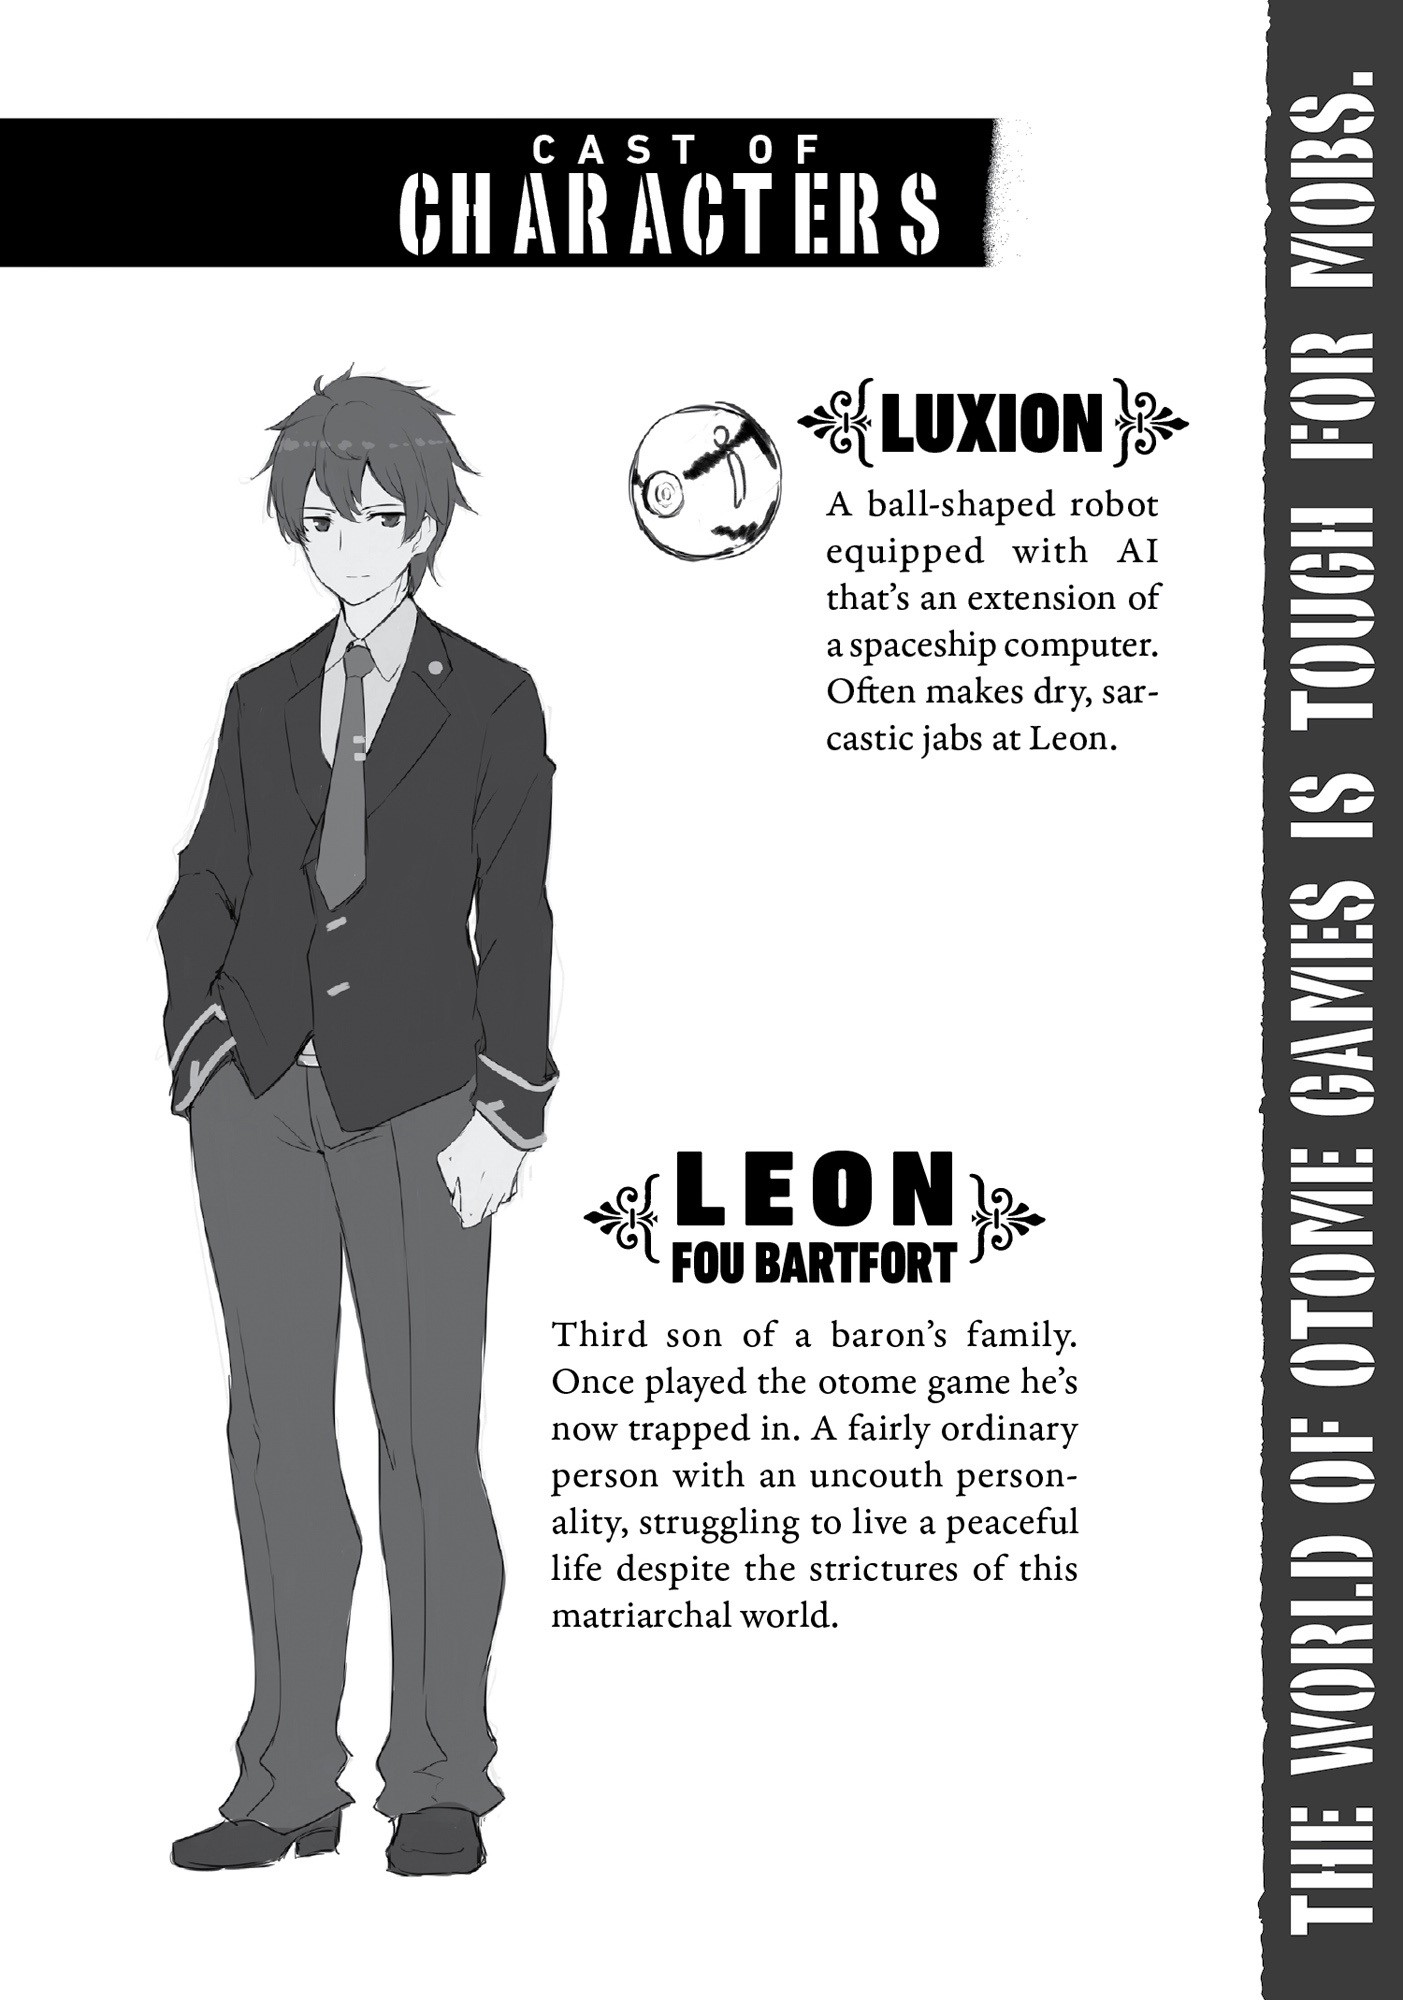 CAST OF
CHARACTERS
LUXION
A ball-shaped robot
equipped with AI
that's an extension of
a spaceship computer.
Often makes dry, sar-
castic jabs at Leon.
LEON
FOU BARTFORT
Third son of a baron's family.
Once played the otome game he's
now trapped in. A fairly ordinary
person with an uncouth person-
ality, struggling to live a peaceful
life despite the strictures of this
matriarchal world.
THE WORLD OF OTOME GAMES IS TOUGH FOR MOBS.